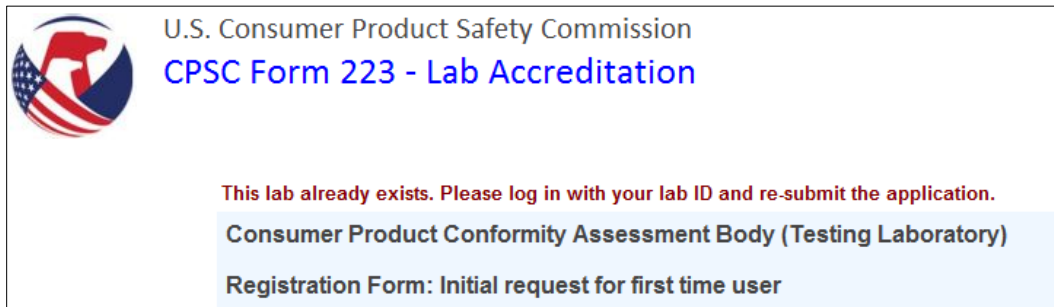 U.S. Consumer Product Safety Commission
CPSC Form 223 - Lab Accreditation
This lab already exists. Please log in with your lab ID and re-submit the application.
Consumer Product Conformity Assessment Body (Testing Laboratory)
Registration Form: Initial request for first time user